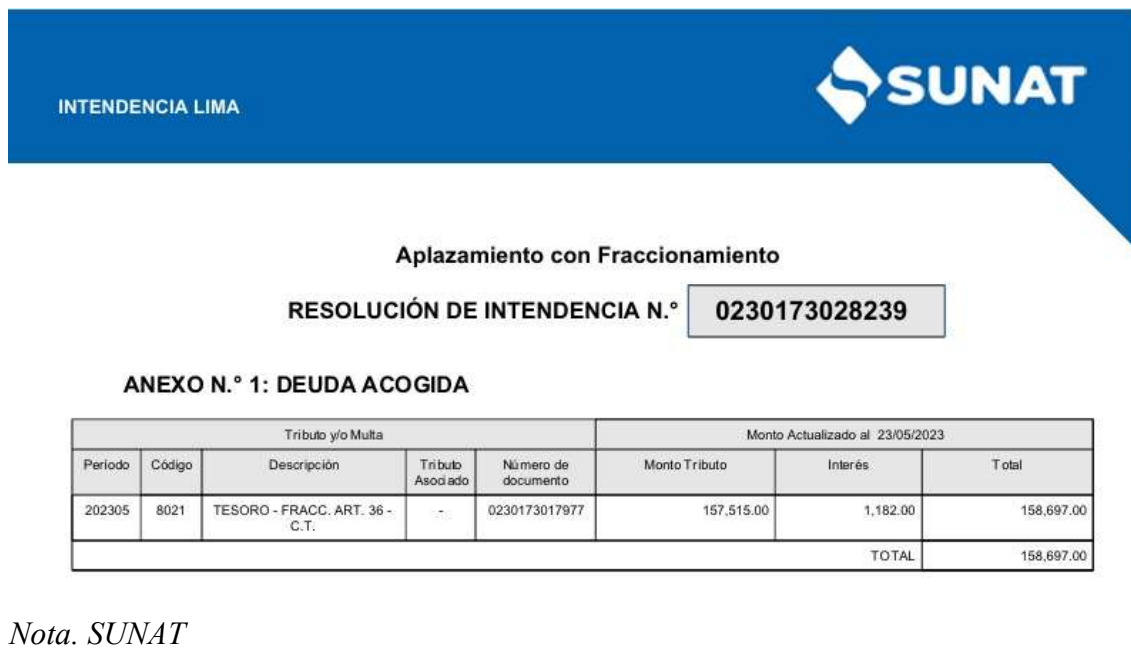 INTENDENCIA LIMA
SUNAT
Aplazamiento con Fraccionamiento
RESOLUCIÓN DE INTENDENCIA N.° 0230173028239
ANEXO N.° 1: DEUDA ACOGIDA
Tributo y/o Multa Monto Actualizado al 23/05/2023
Período Código Descripción Tributo Asociado Número de documento Monto Tributo Interés Total
202305 8021 TESORO - FRACC. ART. 36 - C.T. - 0230173017977 157,515.00 1,182.00 158,697.00
TOTAL 158,697.00
Nota. SUNAT